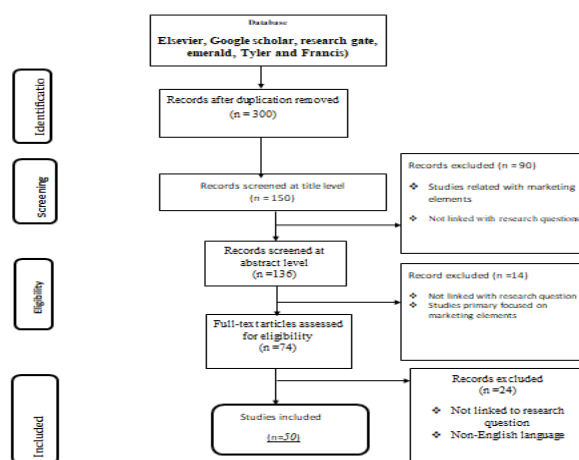 Database
Elsevier, Google scholar, research gate,
emerald, Tyler and Francis)
Identificatio
Records after duplication removed
(n = 300)
Screening
Records screened at title level
(n = 150)
Records excluded (n = 90)
❖ Studies related with marketing
elements
❖ Not linked with research questions
Records screened at
abstract level
(n =136)
Eligibility
Record excluded (n =14)
❖ Not linked with research question
❖ Studies primary focused on
marketing elements
Full-text articles assessed
for eligibility
(n =74)
Records excluded
(n =24)
❖ Not linked to research
question
❖ Non-English language
Included
Studies included
(n=50)